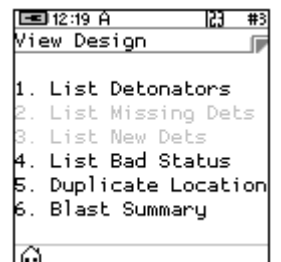 12:19 A 123 #3
View Design
1. List Detonators
2. List Missing Dets
3. List New Dets
4. List Bad Status
5. Duplicate Location
6. Blast Summary